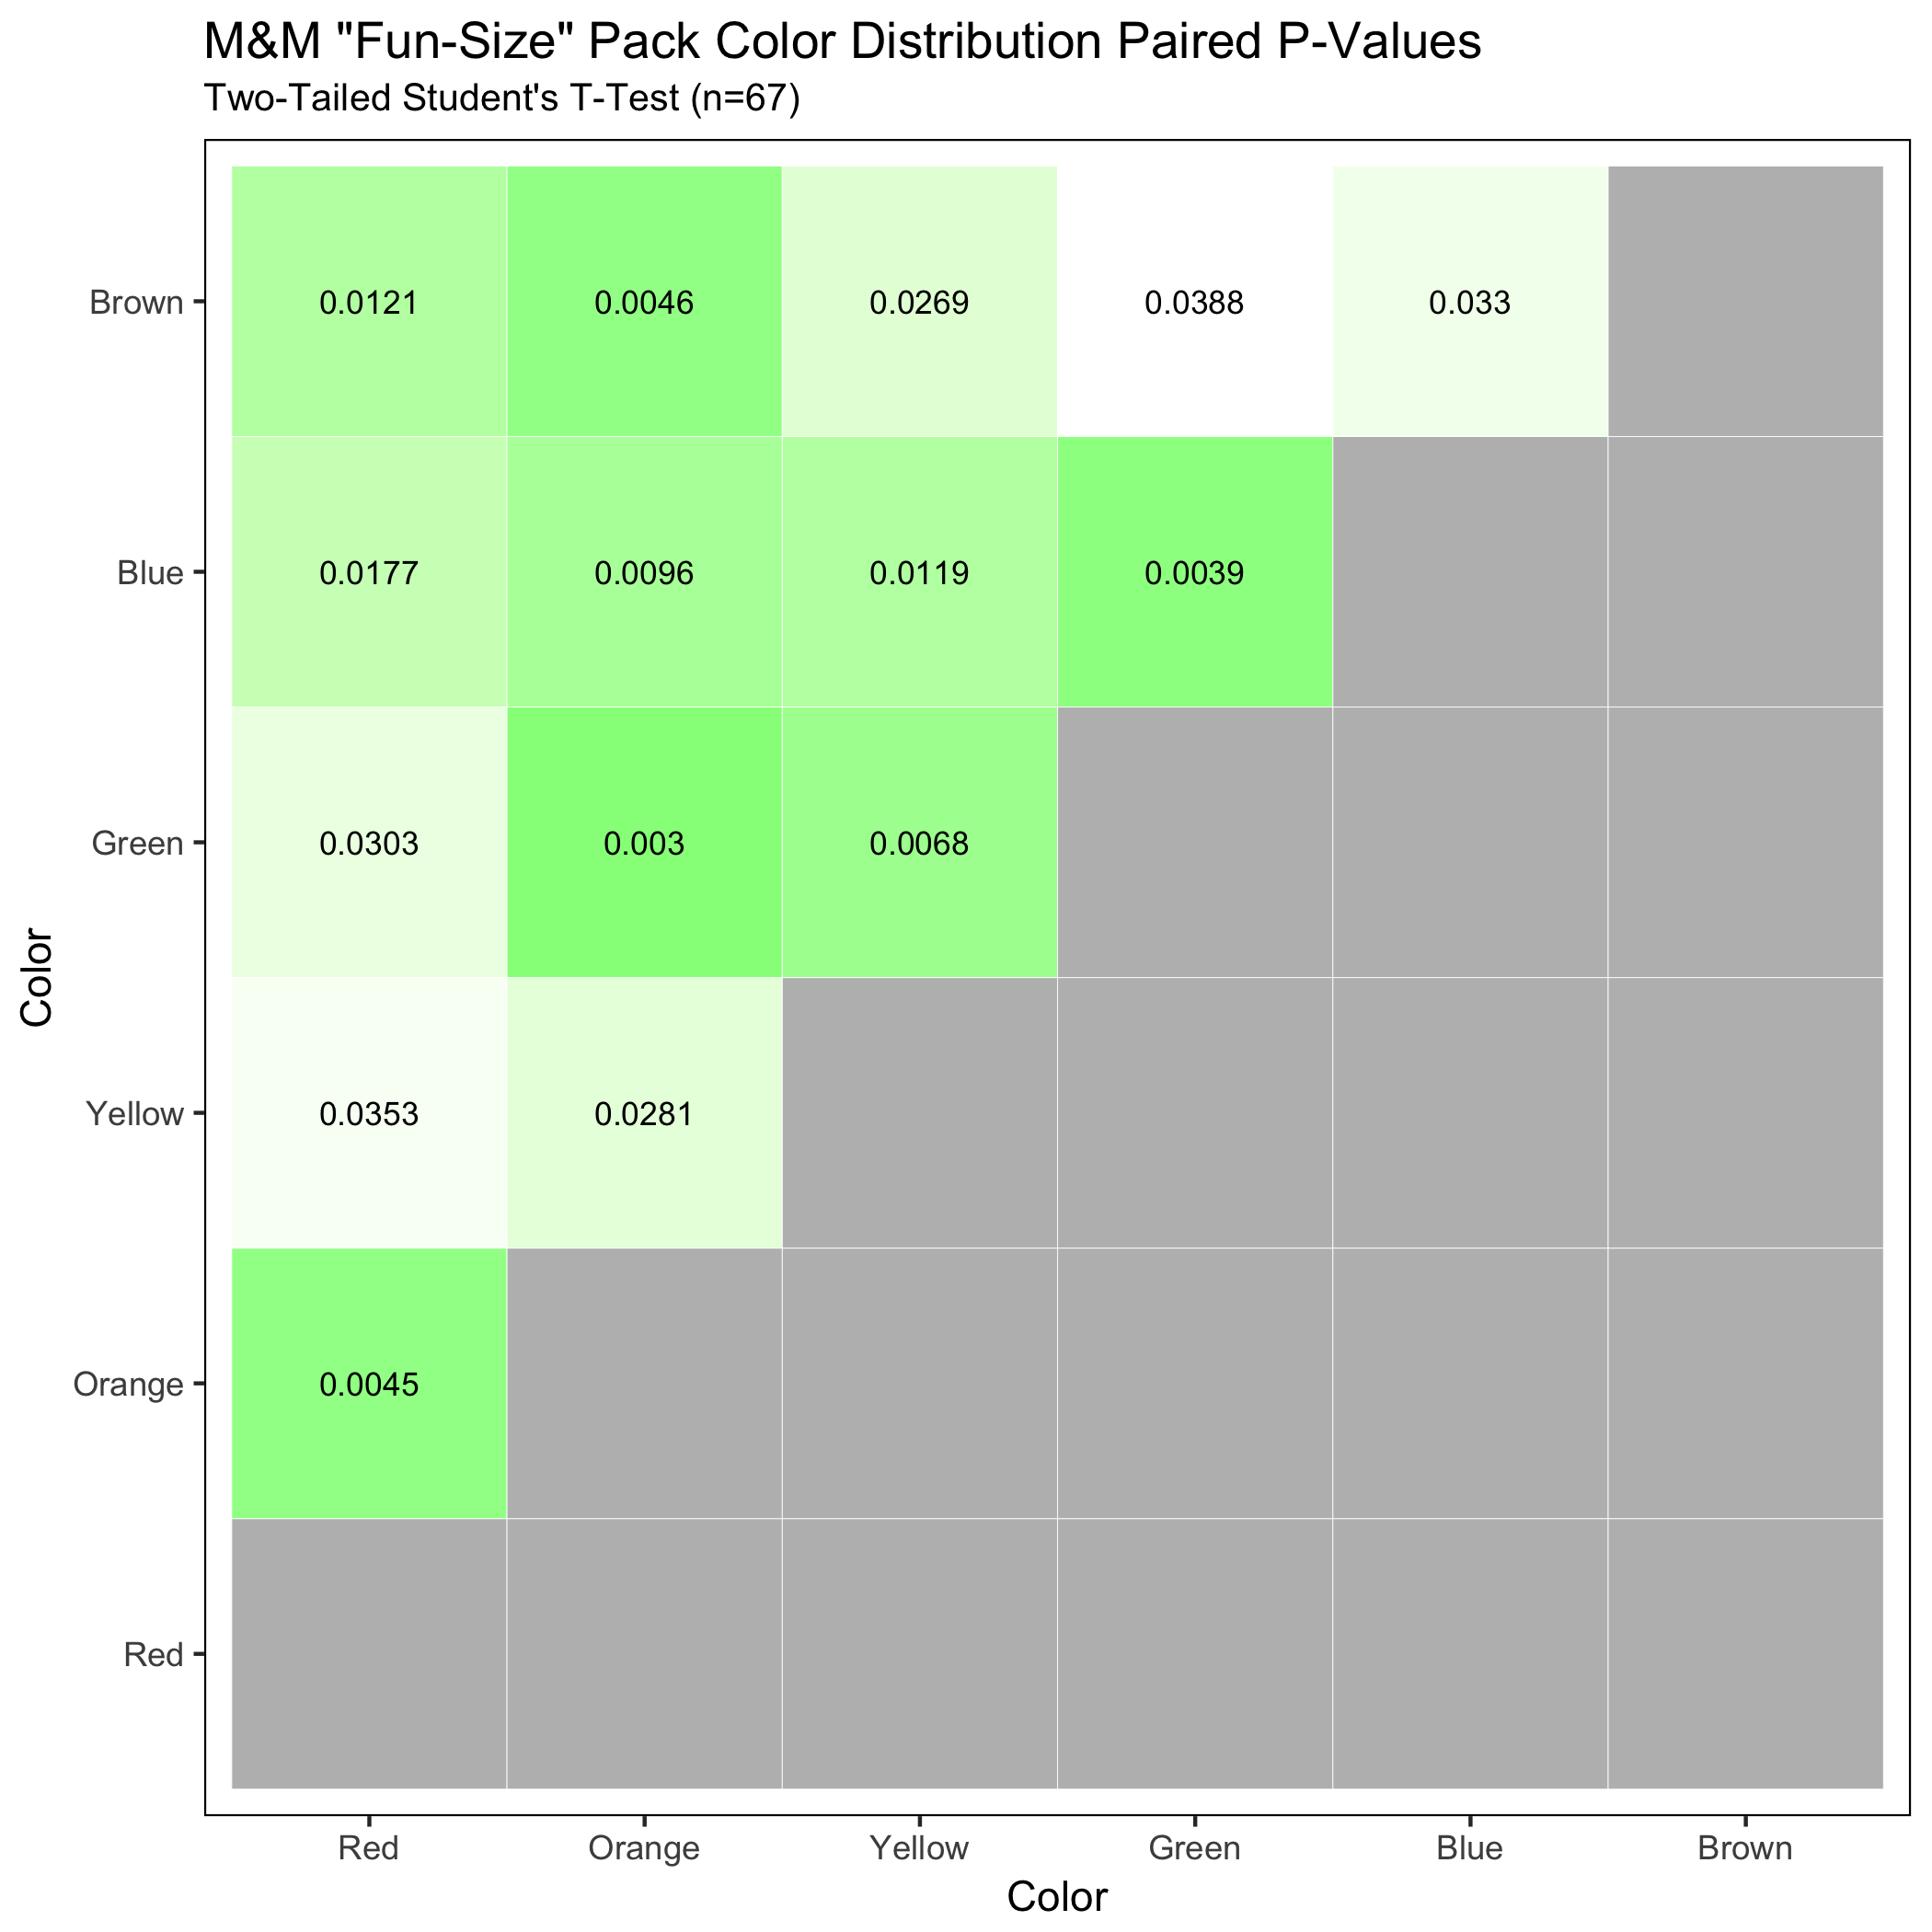 M&M "Fun-Size" Pack Color Distribution Paired P-Values
Two-Tailed Student's T-Test (n=67)
Brown 0.0121 0.0046 0.0269 0.0388 0.033
Blue 0.0177 0.0096 0.0119 0.0039
Green 0.0303 0.003 0.0068
Yellow 0.0353 0.0281
Orange 0.0045
Red
Color
Red Orange Yellow Green Blue Brown
Color